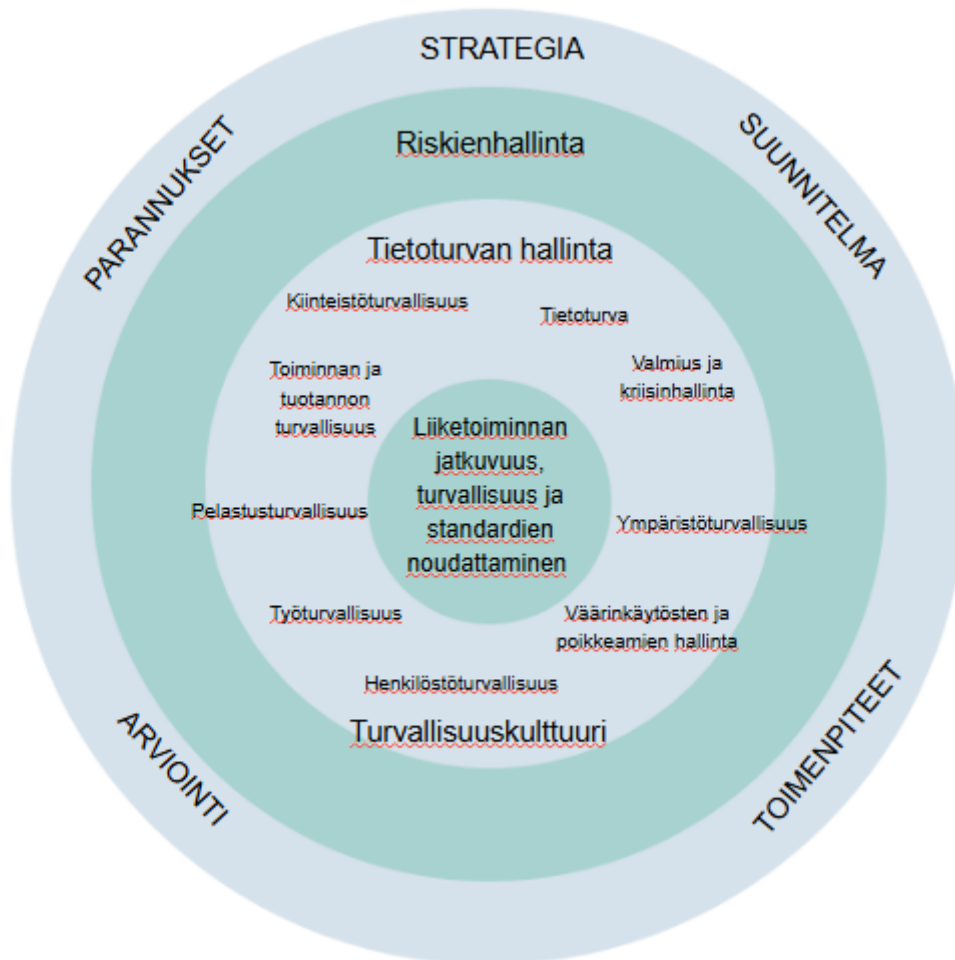 STRATEGIA
PARANNUKSET
SUUNNITELMA
Riskienhallinta
Tietoturvan hallinta
Kiinteistöturvallisuus
Tietoturva
Toiminnan ja
tuotannon
turvallisuus
Valmius ja
kriisinhallinta
Liiketoiminnan
jatkuvuus,
turvallisuus ja
standardien
noudattaminen
Pelastusturvallisuus
Ympäristöturvallisuus
Työturvallisuus
Väärinkäytösten ja
poikkeamien hallinta
Henkilöstöturvallisuus
Turvallisuuskulttuuri
ARVIOINTI
TOIMENPITEET